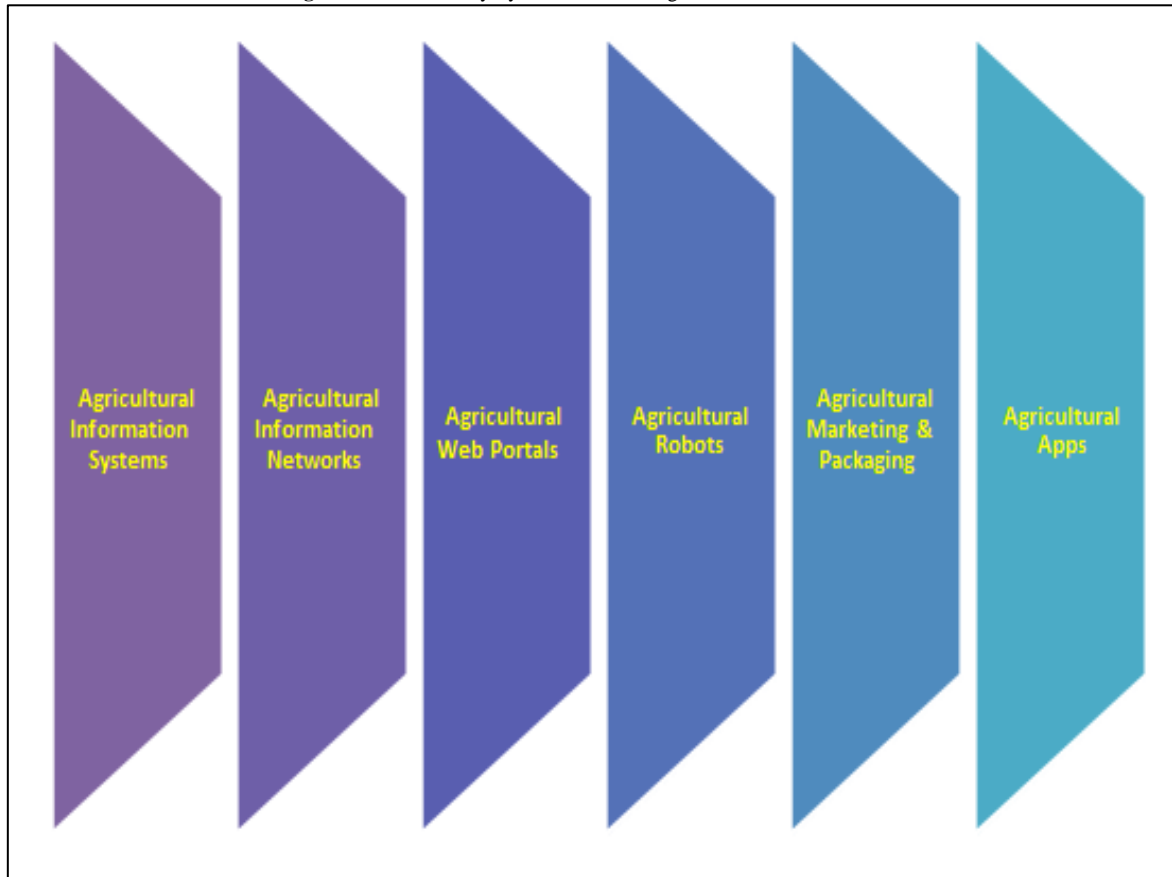 Agricultural
Information
Systems
Agricultural
Information
Networks
Agricultural
Web Portals
Agricultural
Robots
Agricultural
Marketing &
Packaging
Agricultural
Apps